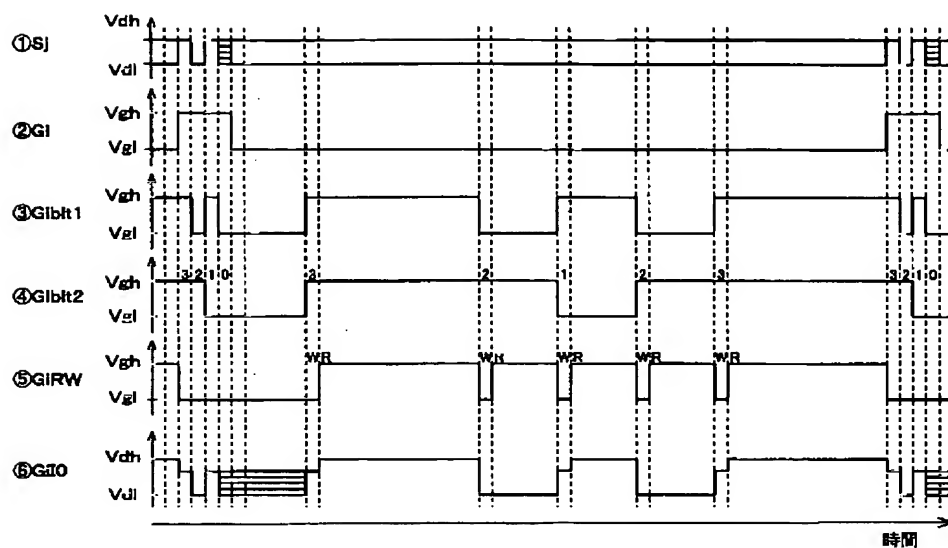 Vdh
①Sj
Vdl
Vgh
②Gi
Vgl
Vgh
③Gibit1
Vgl
3 2 1 0 3 2 1 2 3 3 2 1 0
Vgh
④Gibit2
Vgl
WR WR WR WR WR
Vgh
⑤GiRW
Vgl
Vdh
⑥GiIO
Vdl
時間